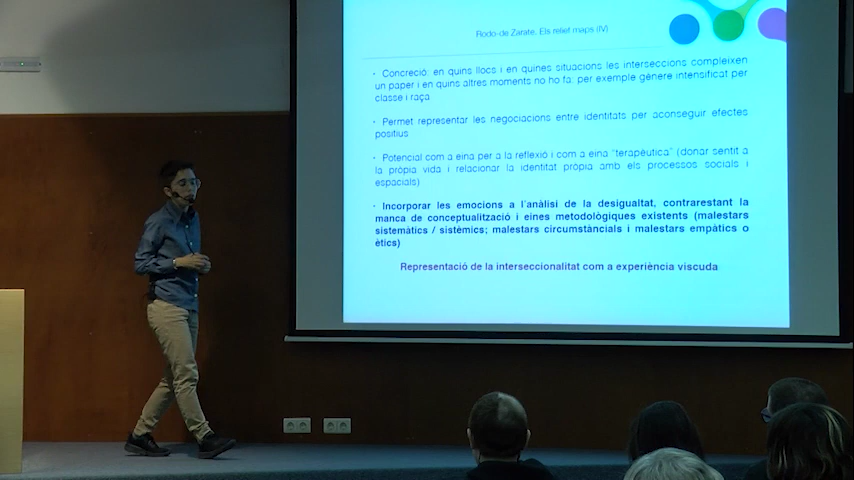 Rodo-de Zarate. Els relief maps (IV)
· Concreció: en quins llocs i en quines situacions les interseccions compleixen
un paper i en quins altres moments no ho fa: per exemple gènere intensificat per
classe i raça
· Permet representar les negociacions entre identitats per aconseguir efectes
positius
· Potencial com a eina per a la reflexió i com a eina "terapèutica" (donar sentit a
la pròpia vida i relacionar la identitat pròpia amb els processos socials i
espacials)
· Incorporar les emocions a l'anàlisi de la desigualtat, contrarestant la
manca de conceptualització i eines metodològiques existents (malestars
sistemàtics / sistèmics; malestars circumstàncials i malestars empàtics o
ètics)
Representació de la interseccionalitat com a experiència viscuda